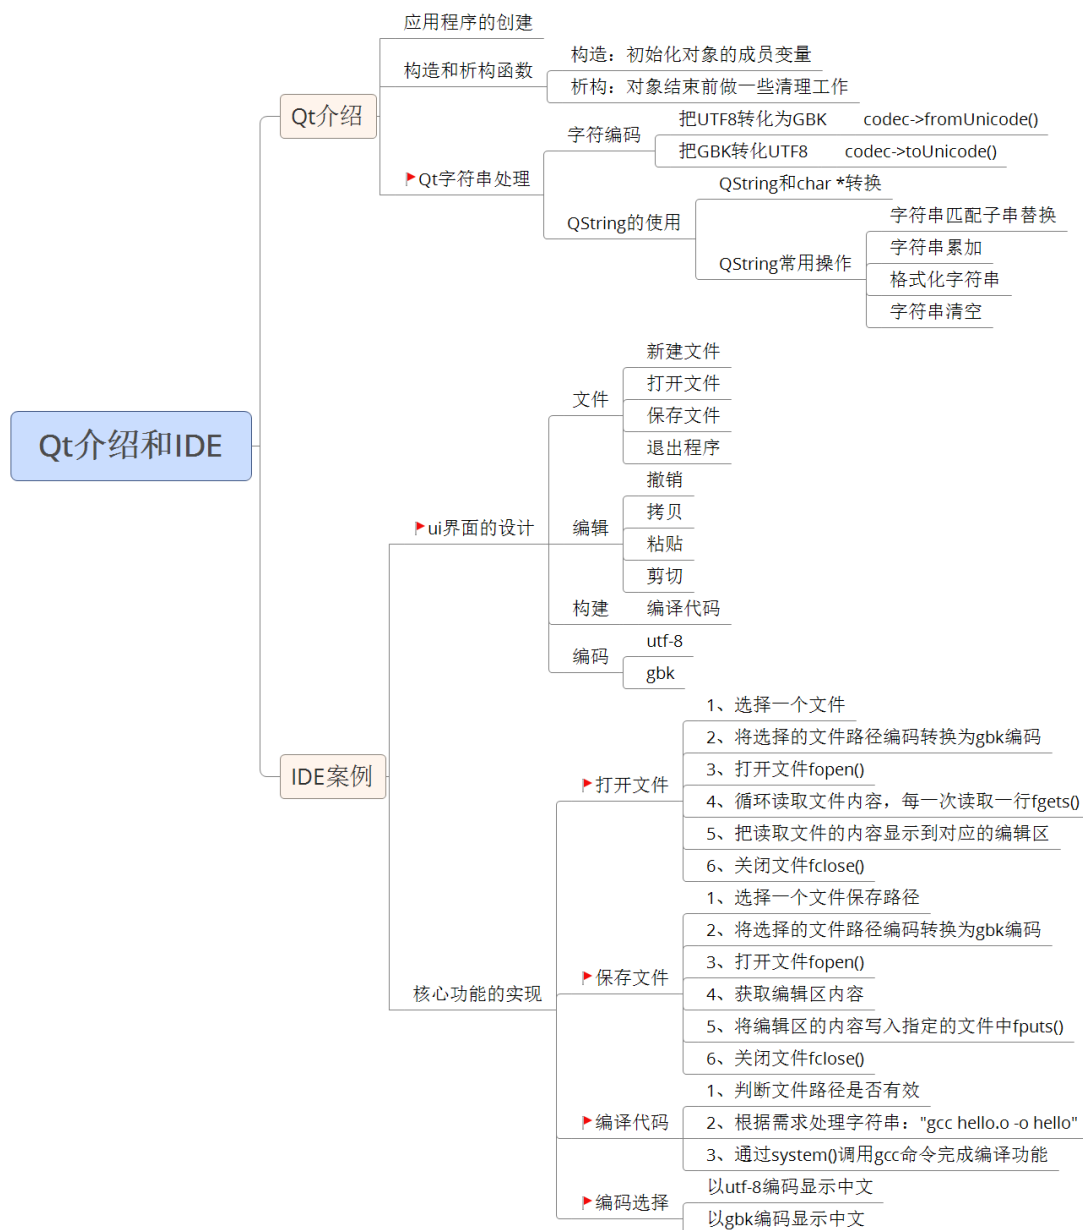 Qt介绍和IDE
Qt介绍
应用程序的创建
构造和析构函数
构造：初始化对象的成员变量
析构：对象结束前做一些清理工作
Qt字符串处理
字符编码
把UTF8转化为GBK codec->fromUnicode()
把GBK转化UTF8 codec->toUnicode()
QString的使用
QString和char *转换
QString常用操作
字符串匹配子串替换
字符串累加
格式化字符串
字符串清空
IDE案例
ui界面的设计
文件
新建文件
打开文件
保存文件
退出程序
编辑
撤销
拷贝
粘贴
剪切
构建
编译代码
编码
utf-8
gbk
核心功能的实现
打开文件
1、选择一个文件
2、将选择的文件路径编码转换为gbk编码
3、打开文件fopen()
4、循环读取文件内容，每一次读取一行fgets()
5、把读取文件的内容显示到对应的编辑区
6、关闭文件fclose()
保存文件
1、选择一个文件保存路径
2、将选择的文件路径编码转换为gbk编码
3、打开文件fopen()
4、获取编辑区内容
5、将编辑区的内容写入指定的文件中fputs()
6、关闭文件fclose()
编译代码
1、判断文件路径是否有效
2、根据需求处理字符串："gcc hello.o -o hello"
3、通过system()调用gcc命令完成编译功能
编码选择
以utf-8编码显示中文
以gbk编码显示中文